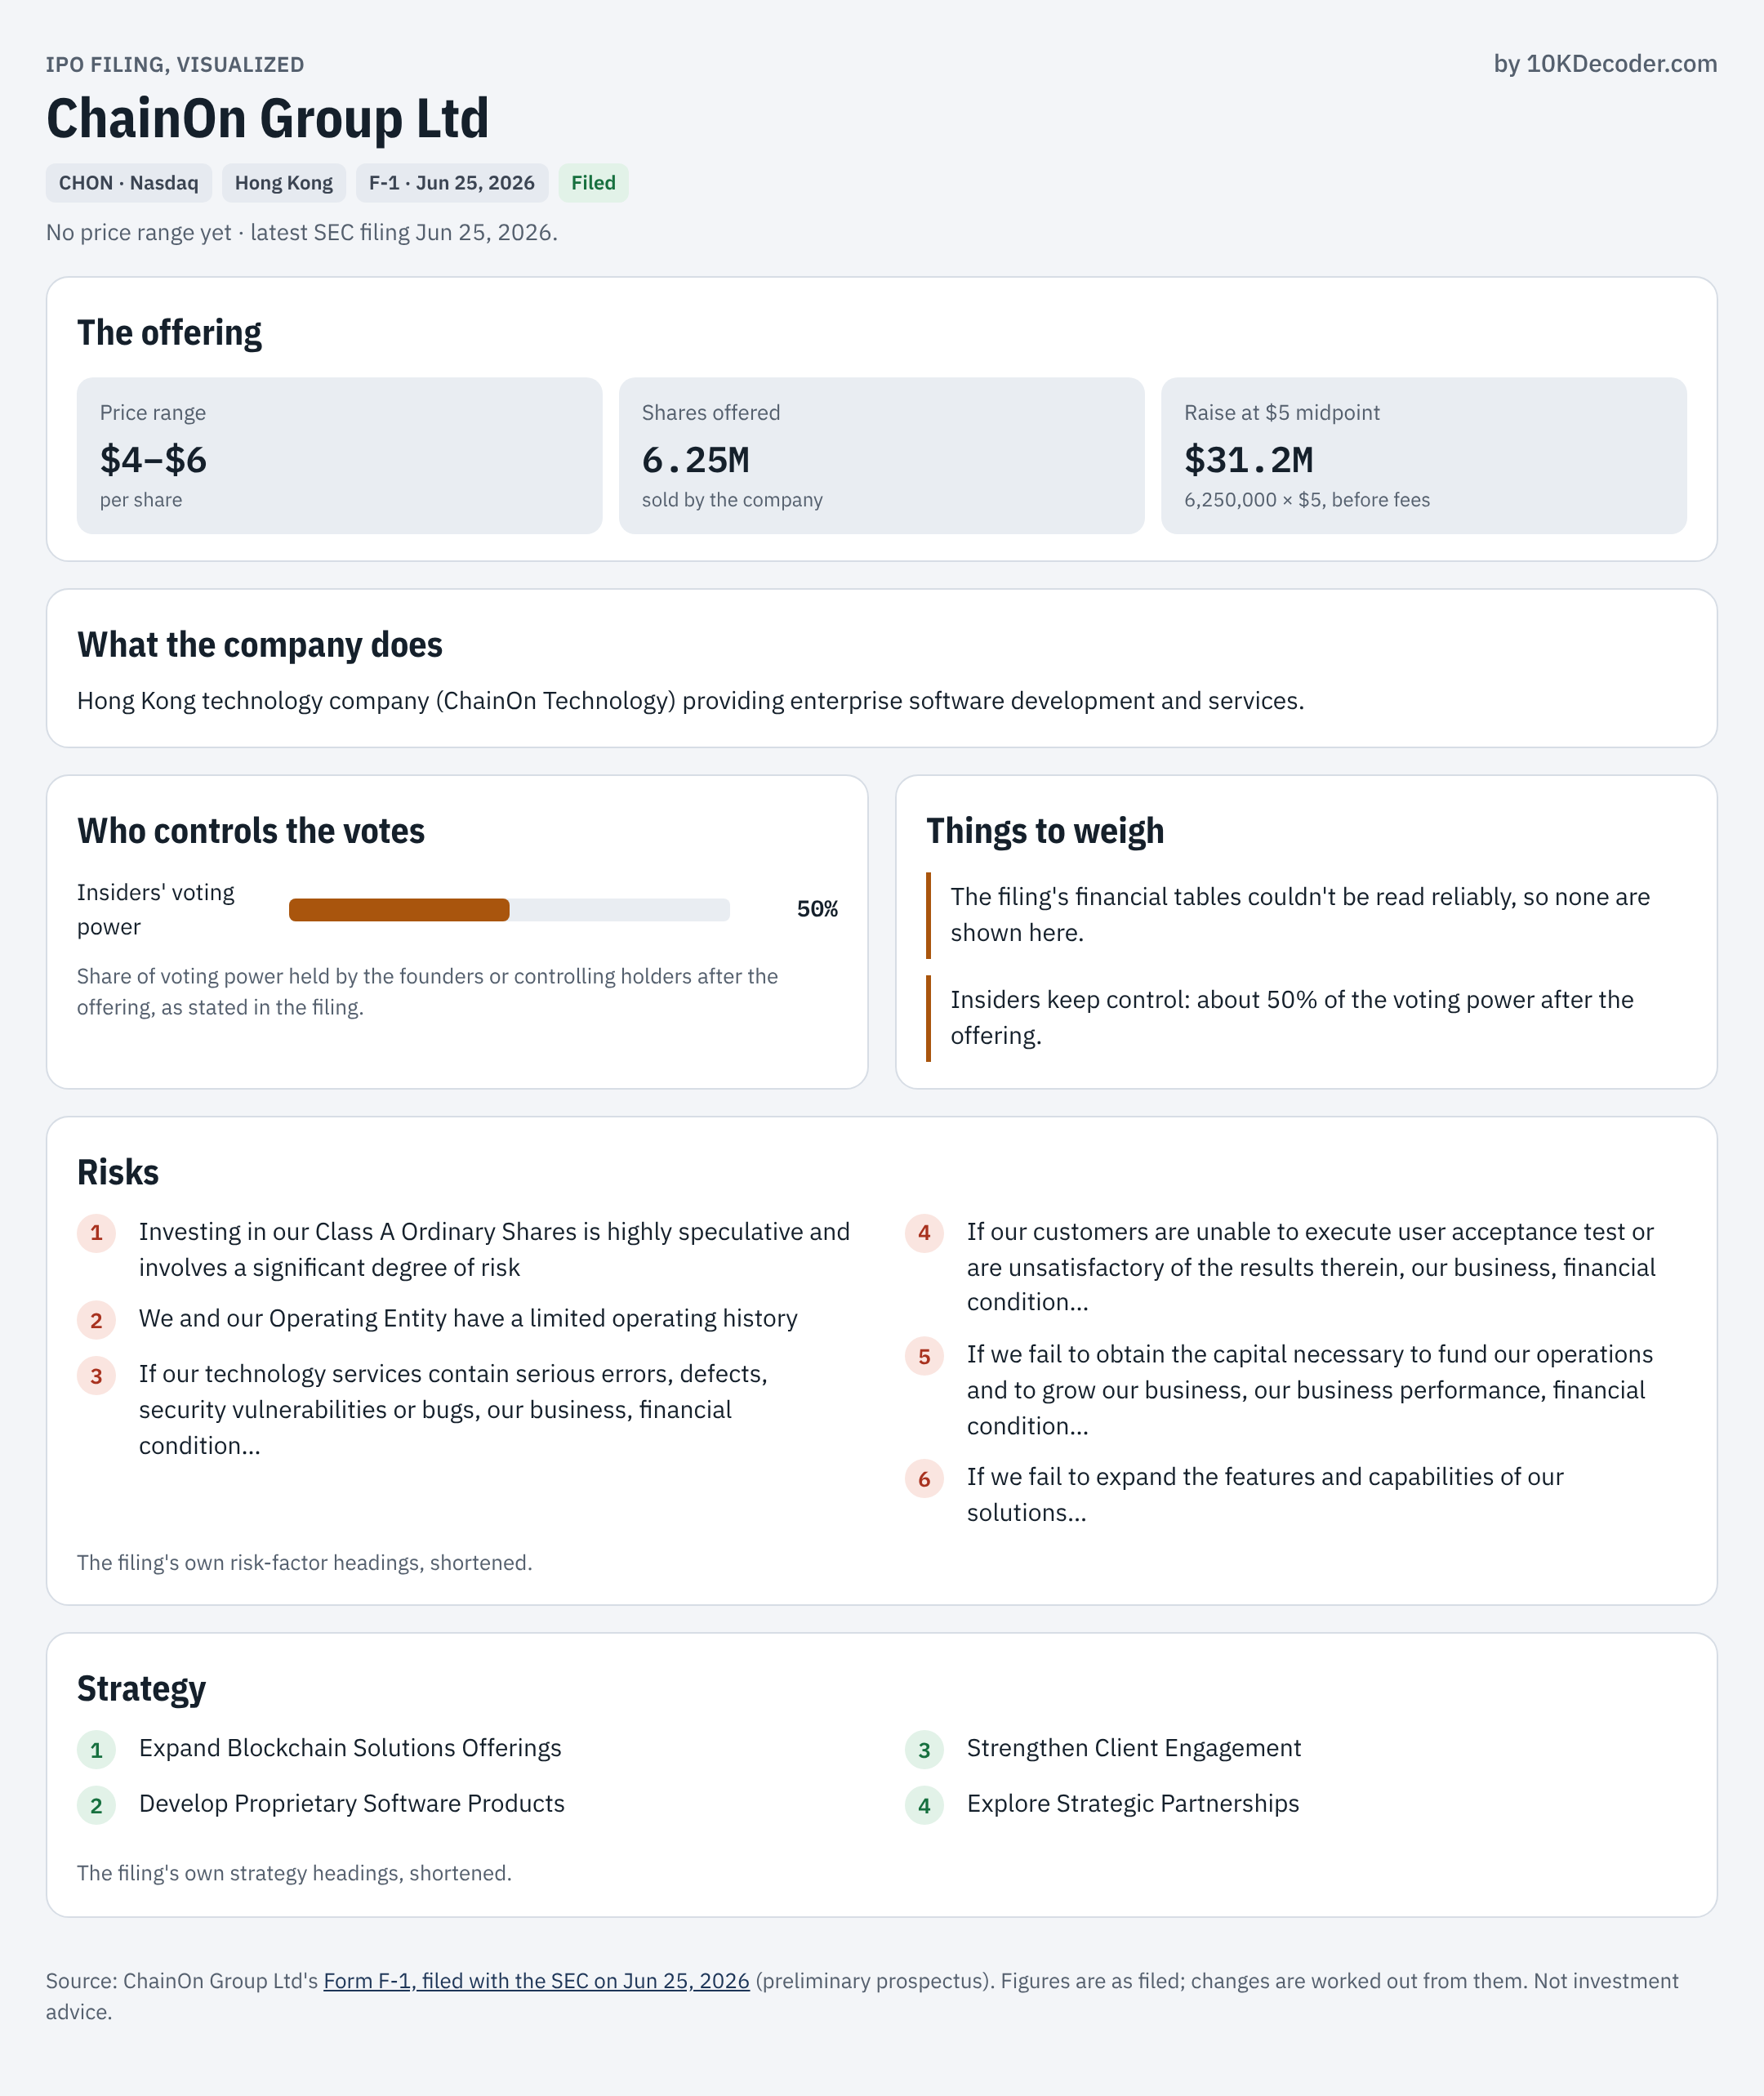 IPO FILING, VISUALIZED
by 10KDecoder.com
ChainOn Group Ltd
CHON · Nasdaq
Hong Kong
F-1 · Jun 25, 2026
Filed
No price range yet · latest SEC filing Jun 25, 2026.
The offering
Price range
$4–$6
per share
Shares offered
6.25M
sold by the company
Raise at $5 midpoint
$31.2M
6,250,000 × $5, before fees
What the company does
Hong Kong technology company (ChainOn Technology) providing enterprise software development and services.
Who controls the votes
Insiders' voting
power
50%
Share of voting power held by the founders or controlling holders after the
offering, as stated in the filing.
Things to weigh
The filing's financial tables couldn't be read reliably, so none are
shown here.
Insiders keep control: about 50% of the voting power after the
offering.
Risks
1 Investing in our Class A Ordinary Shares is highly speculative and
involves a significant degree of risk
2 We and our Operating Entity have a limited operating history
3 If our technology services contain serious errors, defects,
security vulnerabilities or bugs, our business, financial
condition...
4 If our customers are unable to execute user acceptance test or
are unsatisfactory of the results therein, our business, financial
condition...
5 If we fail to obtain the capital necessary to fund our operations
and to grow our business, our business performance, financial
condition...
6 If we fail to expand the features and capabilities of our
solutions...
The filing's own risk-factor headings, shortened.
Strategy
1 Expand Blockchain Solutions Offerings
2 Develop Proprietary Software Products
3 Strengthen Client Engagement
4 Explore Strategic Partnerships
The filing's own strategy headings, shortened.
Source: ChainOn Group Ltd's Form F-1, filed with the SEC on Jun 25, 2026 (preliminary prospectus). Figures are as filed; changes are worked out from them. Not investment
advice.